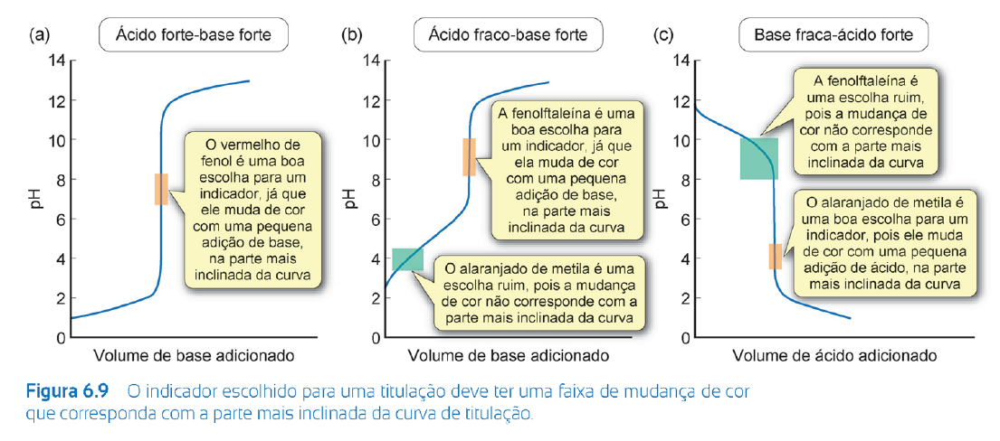 (a)
Ácido forte-base forte
14
12
10
8
6
4
2
0
pH
O vermelho de
fenol é uma boa
escolha para um
indicador, já que
ele muda de cor
com uma pequena
adição de base,
na parte mais
inclinada da curva
Volume de base adicionado
(b)
Ácido fraco-base forte
14
12
10
8
6
4
2
0
pH
A fenolftaleína é uma
boa escolha para
um indicador, já que
ela muda de cor
com uma pequena
adição de base,
na parte mais
inclinada da curva
O alaranjado de metila é uma
escolha ruim, pois a mudança
de cor não corresponde com a
parte mais inclinada da curva
Volume de base adicionado
(c)
Base fraca-ácido forte
14
12
10
8
6
4
2
0
pH
A fenolftaleína é
uma escolha ruim,
pois a mudança de
cor não corresponde
com a parte mais
inclinada da curva
O alaranjado de metila é
uma boa escolha para um
indicador, pois ele muda
de cor com uma pequena
adição de ácido, na parte
mais inclinada da curva
Volume de ácido adicionado
Figura 6.9 O indicador escolhido para uma titulação deve ter uma faixa de mudança de cor
que corresponda com a parte mais inclinada da curva de titulação.